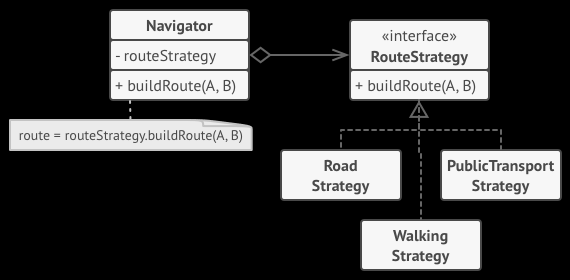 Navigator
- routeStrategy
+ buildRoute(A, B)
route = routeStrategy.buildRoute(A, B)
«interface»
RouteStrategy
+ buildRoute(A, B)
Road
Strategy
PublicTransport
Strategy
Walking
Strategy